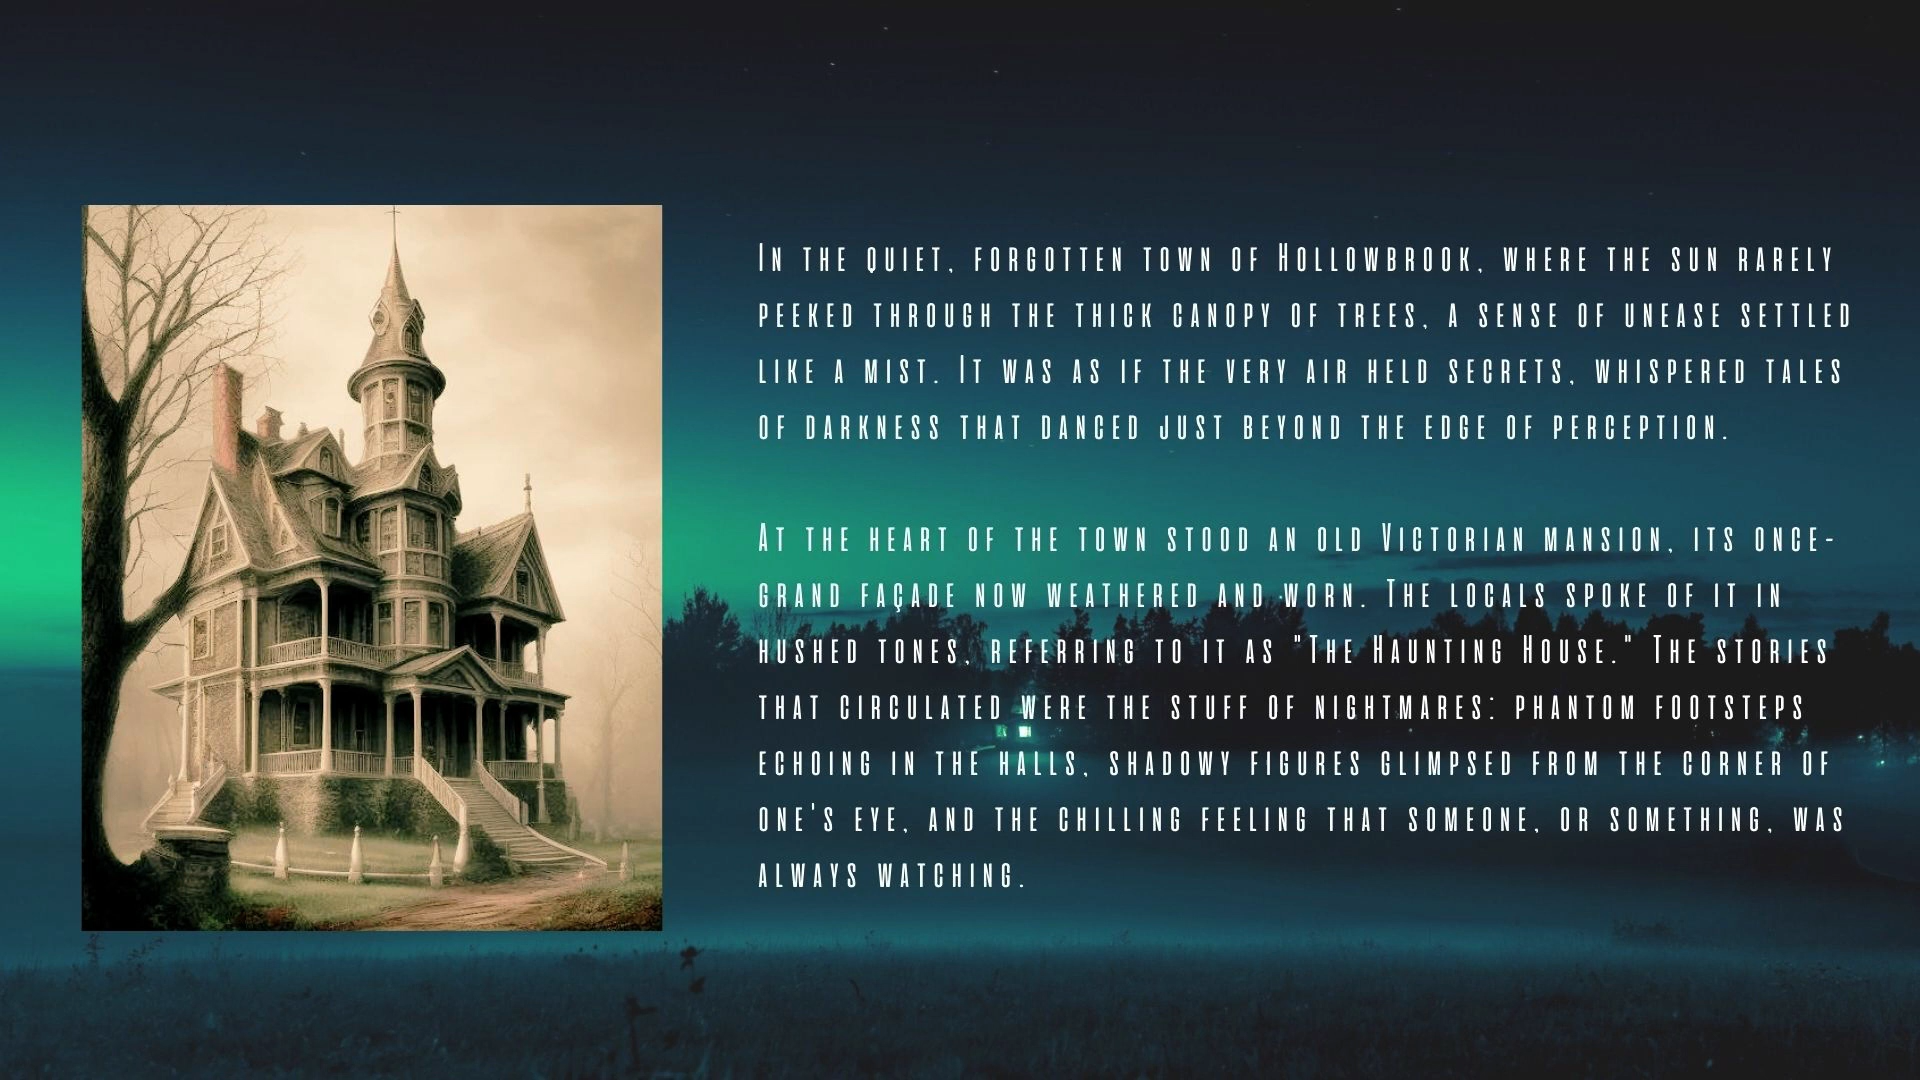 In the quiet, forgotten town of Hollowbrook, where the sun rarely
peeked through the thick canopy of trees, a sense of unease settled
like a mist. It was as if the very air held secrets, whispered tales
of darkness that danced just beyond the edge of perception.
At the heart of the town stood an old Victorian mansion, its once-
grand façade now weathered and worn. The locals spoke of it in
hushed tones, referring to it as "The Haunting House." The stories
that circulated were the stuff of nightmares: phantom footsteps
echoing in the halls, shadowy figures glimpsed from the corner of
one's eye, and the chilling feeling that someone, or something, was
always watching.